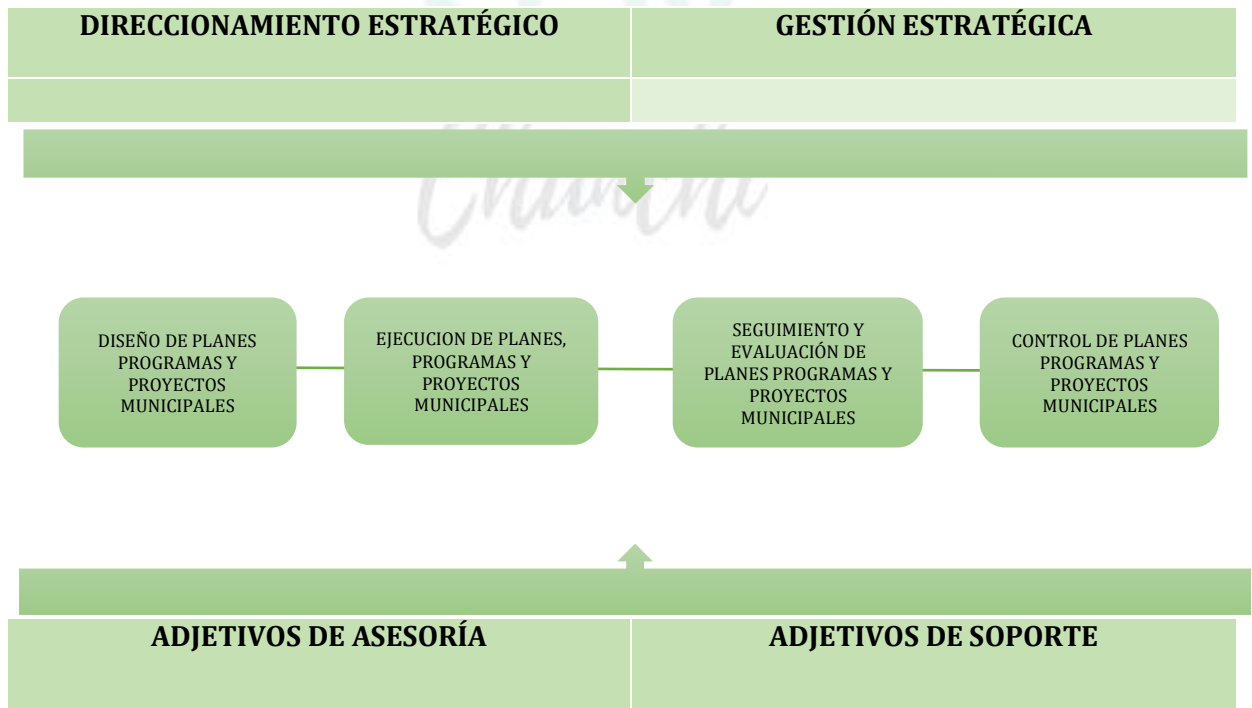 DIRECCIONAMIENTO ESTRATÉGICO
GESTIÓN ESTRATÉGICA
Chunchi
DISEÑO DE PLANES
PROGRAMAS Y
PROYECTOS
MUNICIPALES
EJECUCION DE PLANES,
PROGRAMAS Y
PROYECTOS
MUNICIPALES
SEGUIMIENTO Y
EVALUACIÓN DE
PLANES PROGRAMAS Y
PROYECTOS
MUNICIPALES
CONTROL DE PLANES
PROGRAMAS Y
PROYECTOS
MUNICIPALES
ADJETIVOS DE ASESORÍA
ADJETIVOS DE SOPORTE